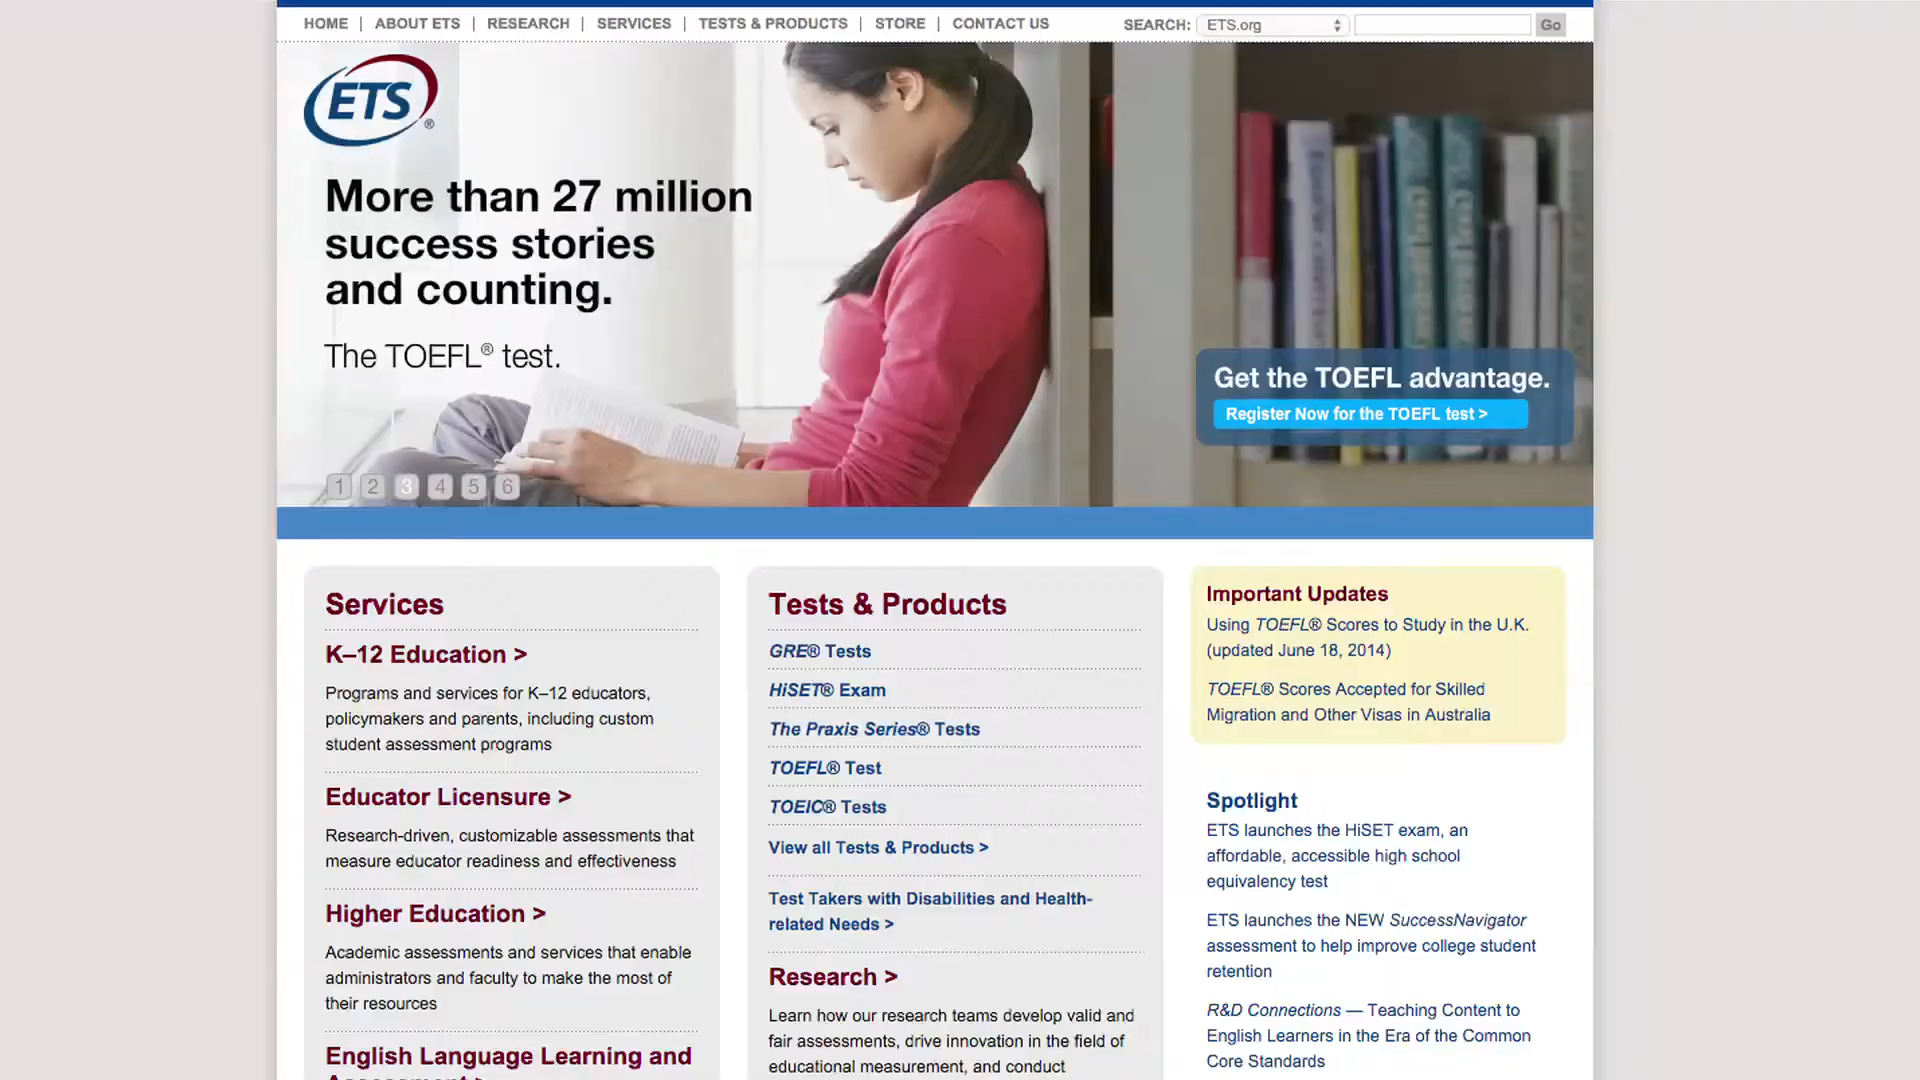 HOME | ABOUT ETS | RESEARCH | SERVICES | TESTS & PRODUCTS | STORE | CONTACT US
SEARCH: ETS.org Go
ETS®
More than 27 million
success stories
and counting.
The TOEFL® test.
Get the TOEFL advantage.
Register Now for the TOEFL test >
1 2 3 4 5 6
Services
K–12 Education >
Programs and services for K–12 educators,
policymakers and parents, including custom
student assessment programs
Educator Licensure >
Research-driven, customizable assessments that
measure educator readiness and effectiveness
Higher Education >
Academic assessments and services that enable
administrators and faculty to make the most of
their resources
English Language Learning and
Tests & Products
GRE® Tests
HiSET® Exam
The Praxis Series® Tests
TOEFL® Test
TOEIC® Tests
View all Tests & Products >
Test Takers with Disabilities and Health-
related Needs >
Research >
Learn how our research teams develop valid and
fair assessments, drive innovation in the field of
educational measurement, and conduct
Important Updates
Using TOEFL® Scores to Study in the U.K.
(updated June 18, 2014)
TOEFL® Scores Accepted for Skilled
Migration and Other Visas in Australia
Spotlight
ETS launches the HiSET exam, an
affordable, accessible high school
equivalency test
ETS launches the NEW SuccessNavigator
assessment to help improve college student
retention
R&D Connections — Teaching Content to
English Learners in the Era of the Common
Core Standards